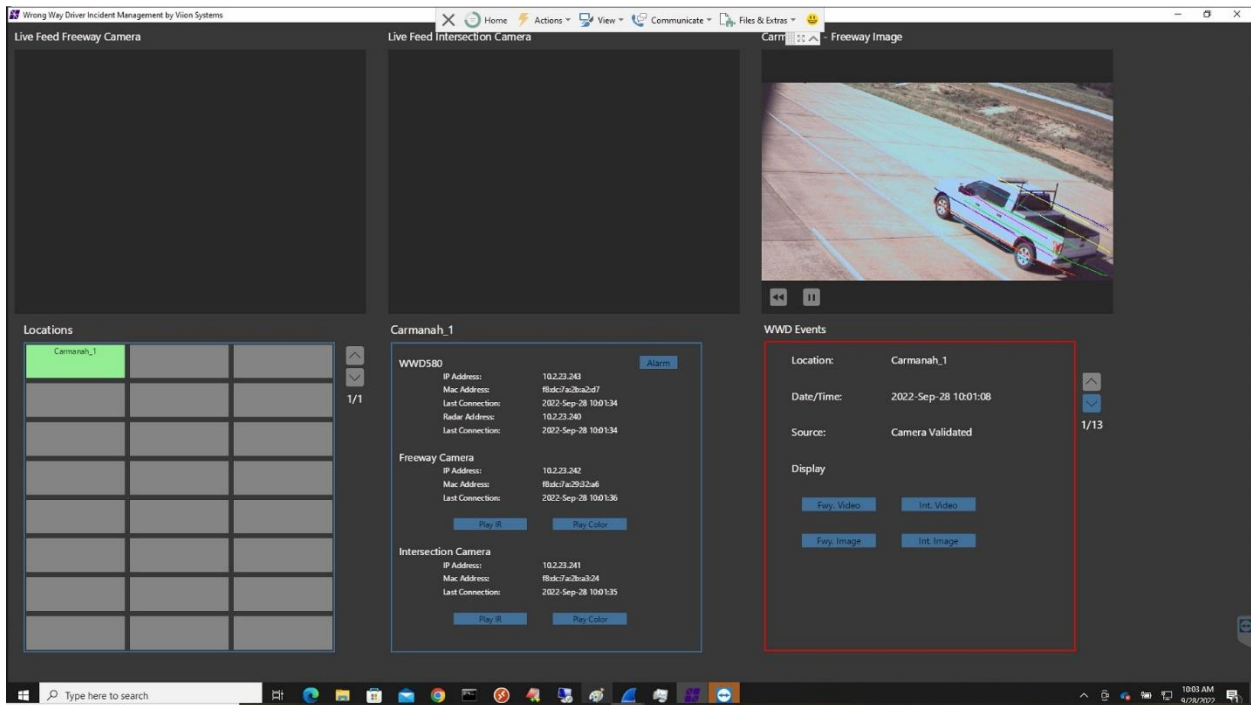 Wrong Way Driver Incident Management by Viion Systems
Home Actions View Communicate Files & Extras
Live Feed Freeway Camera
Live Feed Intersection Camera
Carm - Freeway Image
Locations
Carmanah_1
1/1
Carmanah_1
WWD580
Alarm
IP Address: 10.2.23.243
Mac Address: f8:dc:7a:2b:a2:d7
Last Connection: 2022-Sep-28 10:01:34
Radar Address: 10.2.23.240
Last Connection: 2022-Sep-28 10:01:34
Freeway Camera
IP Address: 10.2.23.242
Mac Address: f8:dc:7a:29:32:a6
Last Connection: 2022-Sep-28 10:01:36
Play IR Play Color
Intersection Camera
IP Address: 10.2.23.241
Mac Address: f8:dc:7a:2b:a3:24
Last Connection: 2022-Sep-28 10:01:35
Play IR Play Color
WWD Events
Location: Carmanah_1
Date/Time: 2022-Sep-28 10:01:08
Source: Camera Validated
Display
Fwy. Video Int. Video
Fwy. Image Int. Image
1/13
Type here to search
10:03 AM
9/28/2022